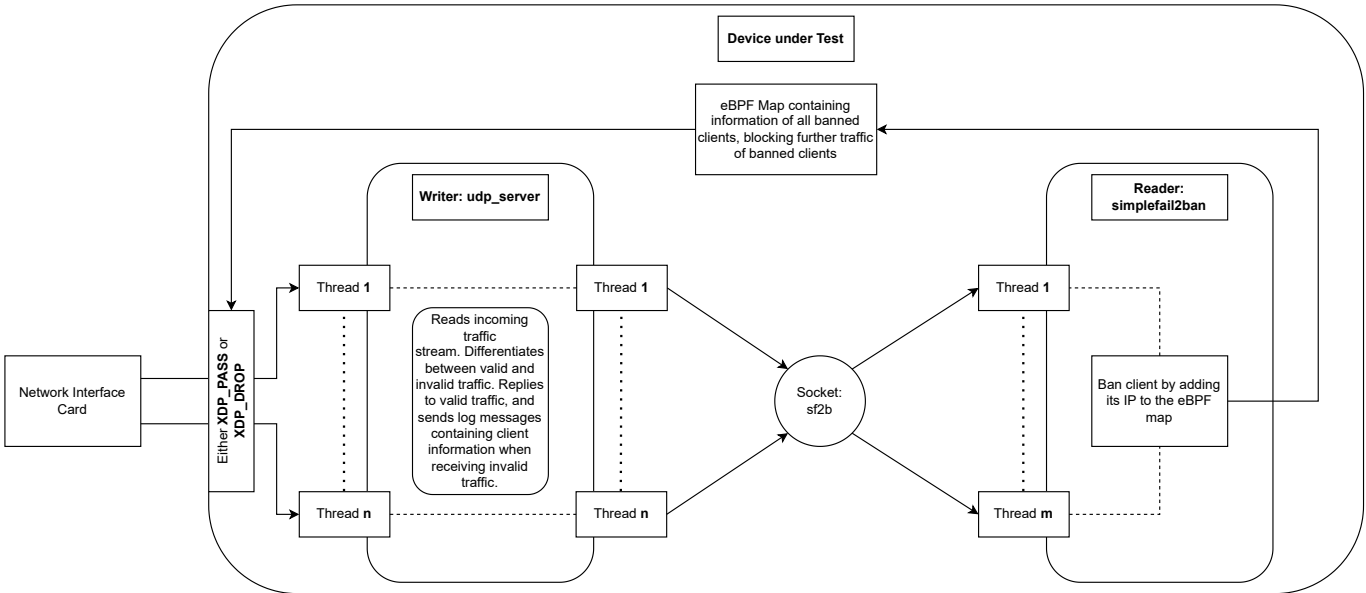 Device under Test
eBPF Map containing
information of all banned
clients, blocking further traffic
of banned clients
Writer: udp_server
Reader:
simplefail2ban
Thread 1
Thread 1
Thread 1
Network Interface
Card
Either XDP_PASS or
XDP_DROP
Reads incoming
traffic
stream. Differentiates
between valid and
invalid traffic. Replies
to valid traffic, and
sends log messages
containing client
information when
receiving invalid
traffic.
Socket:
sf2b
Ban client by adding
its IP to the eBPF
map
Thread n
Thread n
Thread m